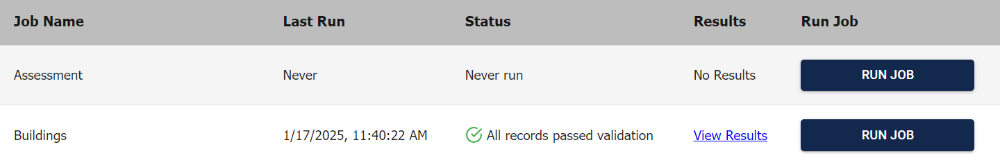 Job Name Last Run Status Results Run Job
Assessment Never Never run No Results RUN JOB
Buildings 1/17/2025, 11:40:22 AM All records passed validation View Results RUN JOB